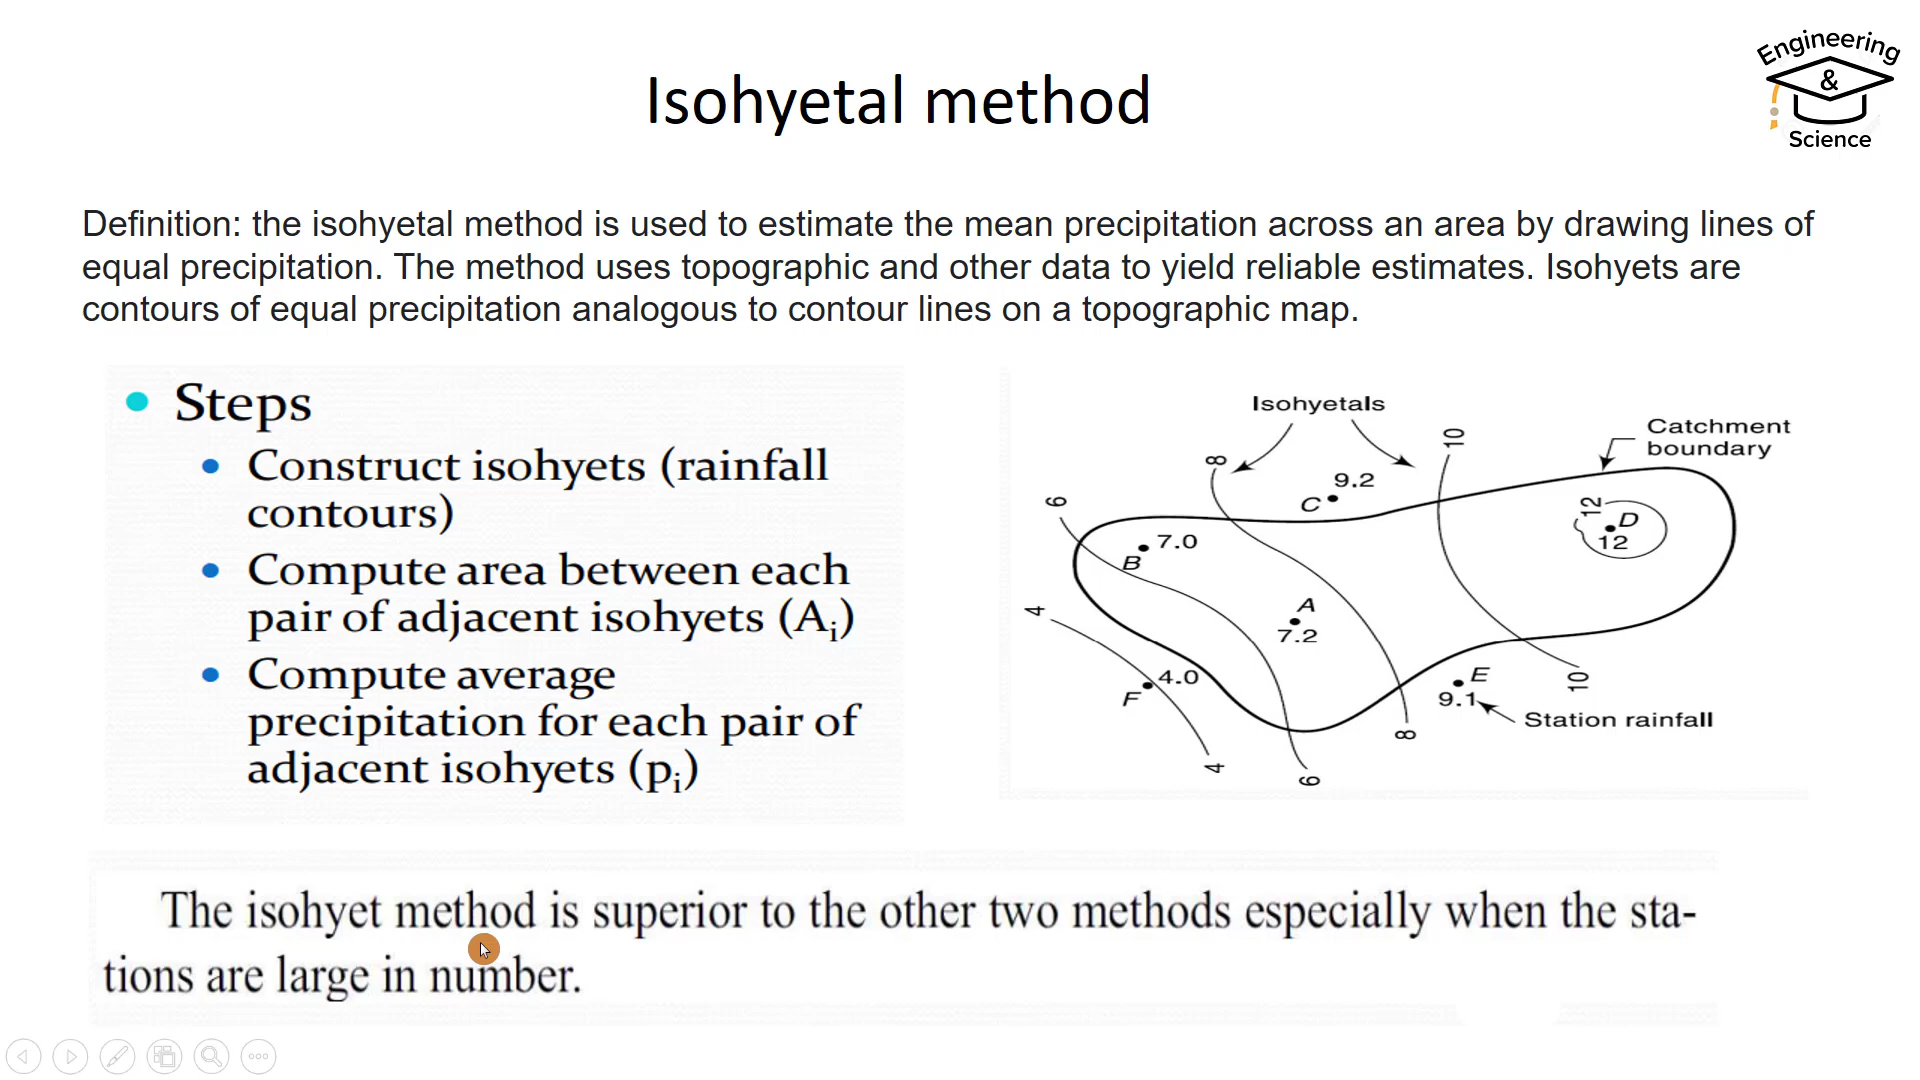 Engineering
&
Science
Isohyetal method
Definition: the isohyetal method is used to estimate the mean precipitation across an area by drawing lines of
equal precipitation. The method uses topographic and other data to yield reliable estimates. Isohyets are
contours of equal precipitation analogous to contour lines on a topographic map.
Steps
Construct isohyets (rainfall
contours)
Compute area between each
pair of adjacent isohyets (Aᵢ)
Compute average
precipitation for each pair of
adjacent isohyets (pᵢ)
Isohyetals
Catchment
boundary
10
8
9.2
C
6
12
D
12
7.0
B
4
A
7.2
4.0
F
E
9.1
10
Station rainfall
8
4
6
The isohyet method is superior to the other two methods especially when the sta-
tions are large in number.